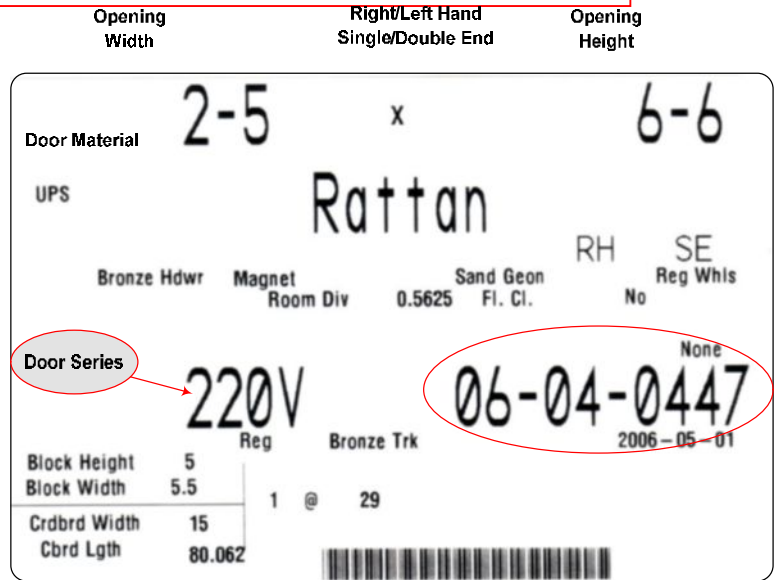 Opening Width
Right/Left Hand Single/Double End
Opening Height
2-5 x 6-6
Door Material
UPS
Rattan
RH SE
Bronze Hdwr Magnet Sand Geon Reg Whls
Room Div 0.5625 Fl. Cl. No
None
Door Series
220V 06-04-0447
Reg Bronze Trk 2006-05-01
Block Height 5
Block Width 5.5
1 @ 29
Crdbrd Width 15
Cbrd Lgth 80.062